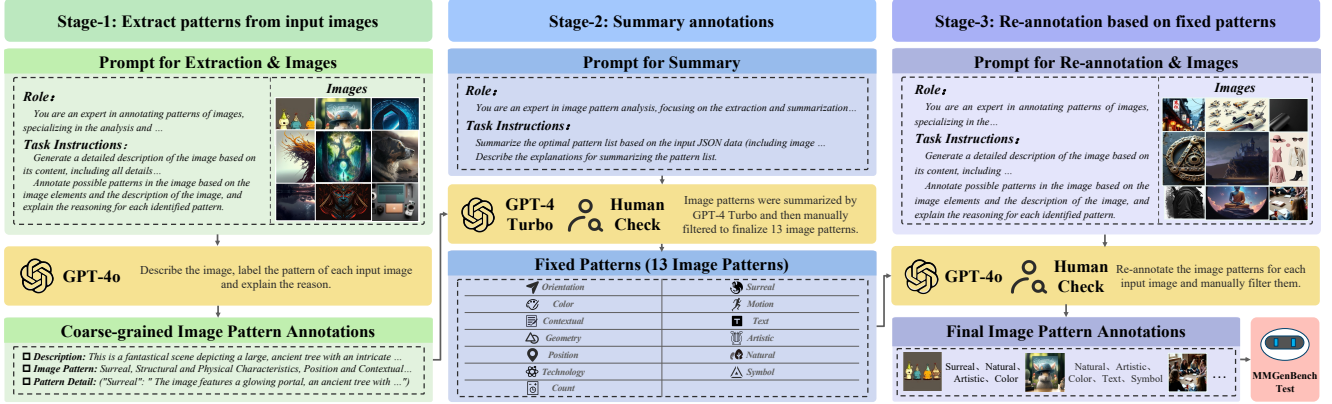 Stage-1: Extract patterns from input images
Prompt for Extraction & Images
Role：
You are an expert in annotating patterns of images,
specializing in the analysis and …
Task Instructions：
Generate a detailed description of the image based on
its content, including all details…
Annotate possible patterns in the image based on the
image elements and the description of the image, and
explain the reasoning for each identified pattern.
Images
GPT-4o
Describe the image, label the pattern of each input image
and explain the reason.
Coarse-grained Image Pattern Annotations
Description: This is a fantastical scene depicting a large, ancient tree with an intricate …
Image Pattern: Surreal, Structural and Physical Characteristics, Position and Contextual…
Pattern Detail: ("Surreal": " The image features a glowing portal, an ancient tree with …")
Stage-2: Summary annotations
Prompt for Summary
Role：
You are an expert in image pattern analysis, focusing on the extraction and summarization…
Task Instructions：
Summarize the optimal pattern list based on the input JSON data (including image …
Describe the explanations for summarizing the pattern list.
GPT-4
Turbo
Human
Check
Image patterns were summarized by
GPT-4 Turbo and then manually
filtered to finalize 13 image patterns.
Fixed Patterns (13 Image Patterns)
Orientation
Surreal
Color
Motion
Contextual
T Text
Geometry
Artistic
Position
Natural
Technology
Symbol
Count
Stage-3: Re-annotation based on fixed patterns
Prompt for Re-annotation & Images
Role：
You are an expert in annotating patterns of images,
specializing in the…
Task Instructions：
Generate a detailed description of the image based on
its content, including …
Annotate possible patterns in the image based on the
image elements and the description of the image, and
explain the reasoning for each identified pattern.
Images
GPT-4o
Human
Check
Re-annotate the image patterns for each
input image and manually filter them.
Final Image Pattern Annotations
Surreal、Natural、
Artistic、Color
Natural、Artistic、
Color、Text、Symbol
…
MMGenBench
Test